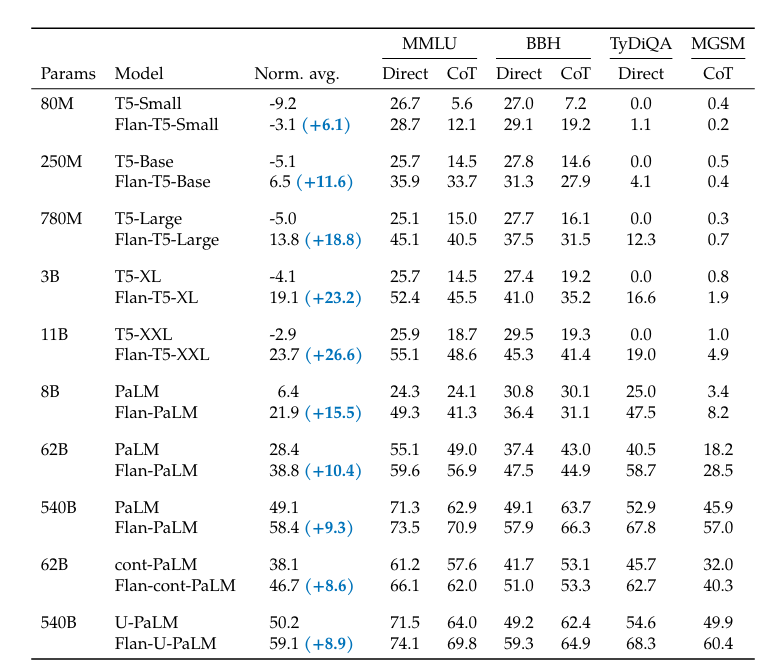 MMLU BBH TyDiQA MGSM
Params Model Norm. avg. Direct CoT Direct CoT Direct CoT
80M T5-Small -9.2 26.7 5.6 27.0 7.2 0.0 0.4
Flan-T5-Small -3.1 (+6.1) 28.7 12.1 29.1 19.2 1.1 0.2
250M T5-Base -5.1 25.7 14.5 27.8 14.6 0.0 0.5
Flan-T5-Base 6.5 (+11.6) 35.9 33.7 31.3 27.9 4.1 0.4
780M T5-Large -5.0 25.1 15.0 27.7 16.1 0.0 0.3
Flan-T5-Large 13.8 (+18.8) 45.1 40.5 37.5 31.5 12.3 0.7
3B T5-XL -4.1 25.7 14.5 27.4 19.2 0.0 0.8
Flan-T5-XL 19.1 (+23.2) 52.4 45.5 41.0 35.2 16.6 1.9
11B T5-XXL -2.9 25.9 18.7 29.5 19.3 0.0 1.0
Flan-T5-XXL 23.7 (+26.6) 55.1 48.6 45.3 41.4 19.0 4.9
8B PaLM 6.4 24.3 24.1 30.8 30.1 25.0 3.4
Flan-PaLM 21.9 (+15.5) 49.3 41.3 36.4 31.1 47.5 8.2
62B PaLM 28.4 55.1 49.0 37.4 43.0 40.5 18.2
Flan-PaLM 38.8 (+10.4) 59.6 56.9 47.5 44.9 58.7 28.5
540B PaLM 49.1 71.3 62.9 49.1 63.7 52.9 45.9
Flan-PaLM 58.4 (+9.3) 73.5 70.9 57.9 66.3 67.8 57.0
62B cont-PaLM 38.1 61.2 57.6 41.7 53.1 45.7 32.0
Flan-cont-PaLM 46.7 (+8.6) 66.1 62.0 51.0 53.3 62.7 40.3
540B U-PaLM 50.2 71.5 64.0 49.2 62.4 54.6 49.9
Flan-U-PaLM 59.1 (+8.9) 74.1 69.8 59.3 64.9 68.3 60.4